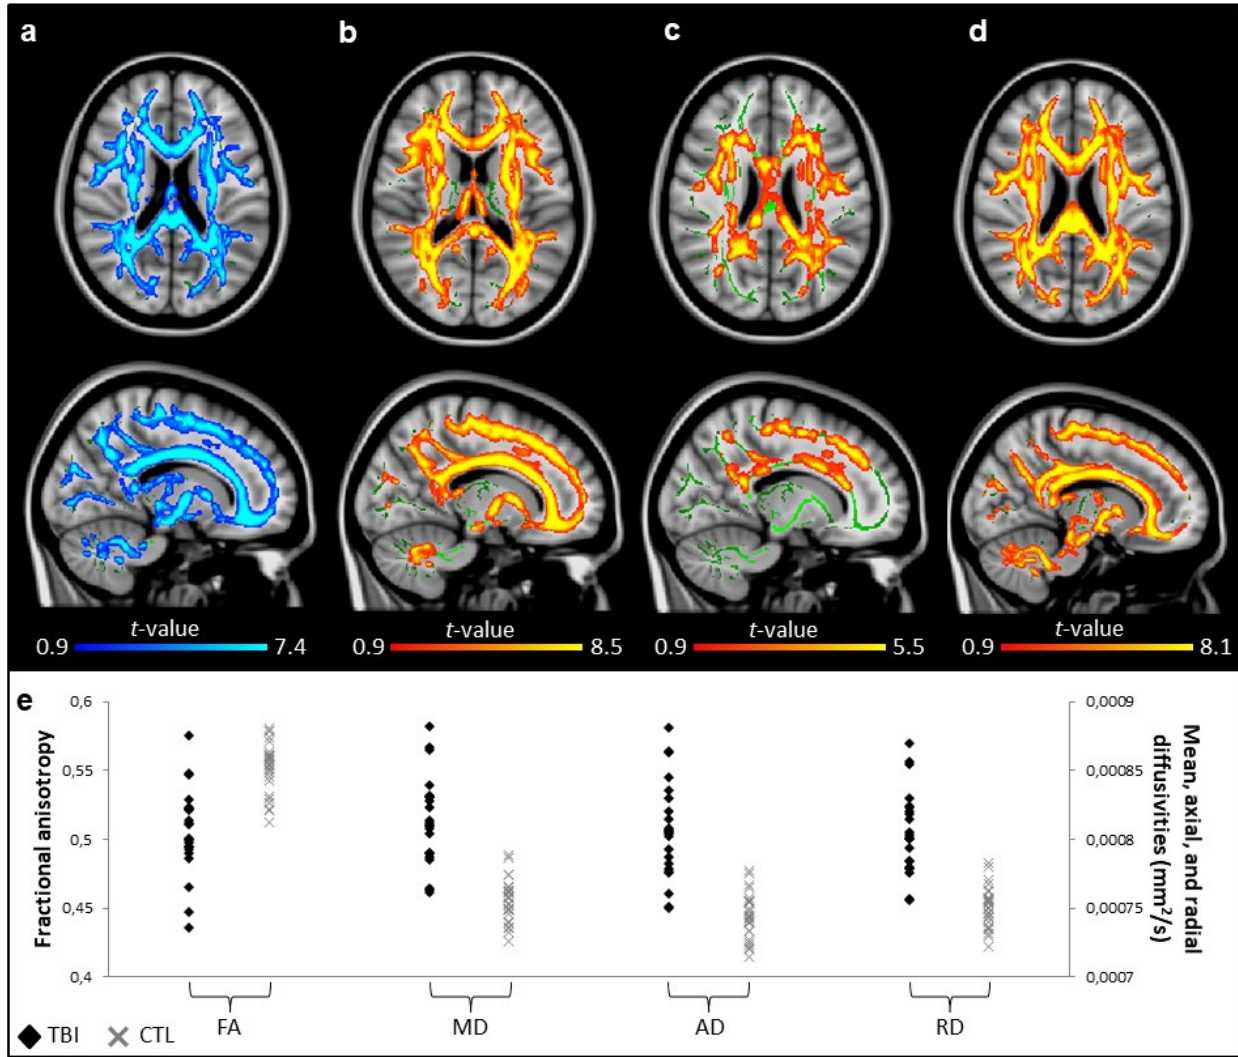 a b c d
t-value t-value t-value t-value
0.9 7.4 0.9 8.5 0.9 5.5 0.9 8.1
e
Fractional anisotropy
0,6
0,55
0,5
0,45
0,4
0,0009
0,00085
0,0008
0,00075
0,0007
Mean, axial, and radial
diffusivities (mm²/s)
FA MD AD RD
TBI CTL